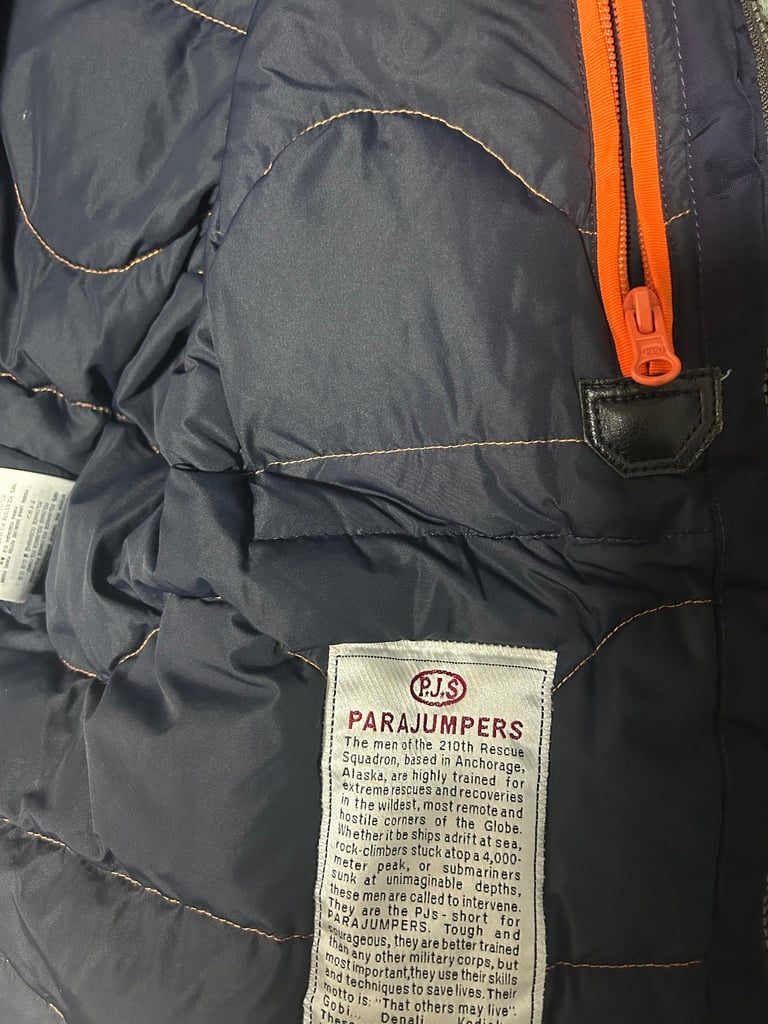 P.J.S
PARAJUMPERS
The men of the 210th Rescue
Squadron, based in Anchorage,
Alaska, are highly trained for
extreme rescues and recoveries
in the wildest, most remote and
hostile corners of the Globe.
Whether it be ships adrift at sea,
rock-climbers stuck atop a 4,000-
meter peak, or submariners
sunk at unimaginable depths,
these men are called to intervene.
They are the PJs - short for
PARAJUMPERS. Tough and
courageous, they are better trained
than any other military corps, but
most important,they use their skills
and techniques to save lives. Their
motto is: "That others may live".
Gobi... Denali... Kodiak
These